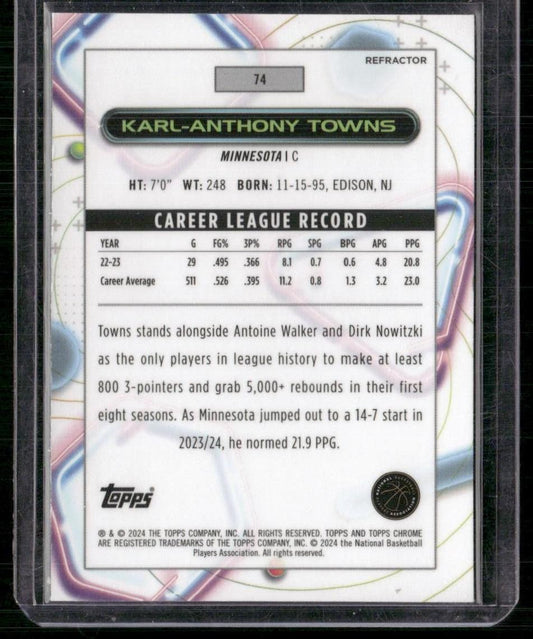 REFRACTOR
74
KARL-ANTHONY TOWNS
MINNESOTA | C
HT: 7'0" WT: 248 BORN: 11-15-95, EDISON, NJ
CAREER LEAGUE RECORD
YEAR G FG% 3P% RPG SPG BPG APG PPG
22-23 29 .495 .366 8.1 0.7 0.6 4.8 20.8
Career Average 511 .526 .395 11.2 0.8 1.3 3.2 23.0
Towns stands alongside Antoine Walker and Dirk Nowitzki
as the only players in league history to make at least
800 3-pointers and grab 5,000+ rebounds in their first
eight seasons. As Minnesota jumped out to a 14-7 start in
2023/24, he normed 21.9 PPG.
Topps
NATIONAL BASKETBALL PLAYERS ASSOCIATION
® & © 2024 THE TOPPS COMPANY, INC. ALL RIGHTS RESERVED. TOPPS AND TOPPS CHROME
ARE REGISTERED TRADEMARKS OF THE TOPPS COMPANY, INC. © 2024 the National Basketball
Players Association. All rights reserved.